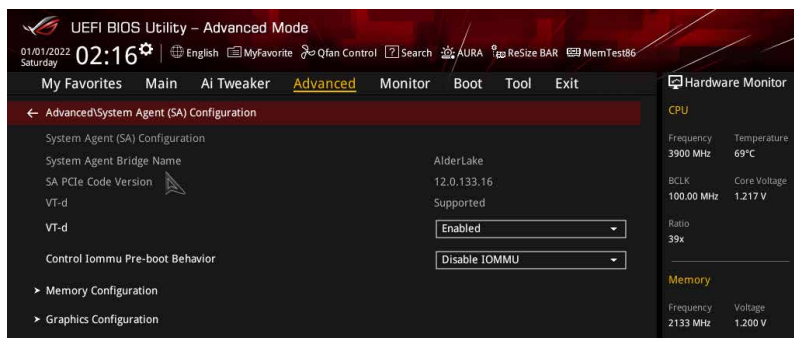 UEFI BIOS Utility – Advanced Mode
01/01/2022 Saturday 02:16 English MyFavorite Qfan Control ? Search AURA ReSize BAR MemTest86
My Favorites Main Ai Tweaker Advanced Monitor Boot Tool Exit
Hardware Monitor
← Advanced\System Agent (SA) Configuration
System Agent (SA) Configuration
System Agent Bridge Name AlderLake
SA PCIe Code Version 12.0.133.16
VT-d Supported
VT-d Enabled
Control Iommu Pre-boot Behavior Disable IOMMU
> Memory Configuration
> Graphics Configuration
CPU
Frequency Temperature
3900 MHz 69°C
BCLK Core Voltage
100.00 MHz 1.217 V
Ratio
39x
Memory
Frequency Voltage
2133 MHz 1.200 V